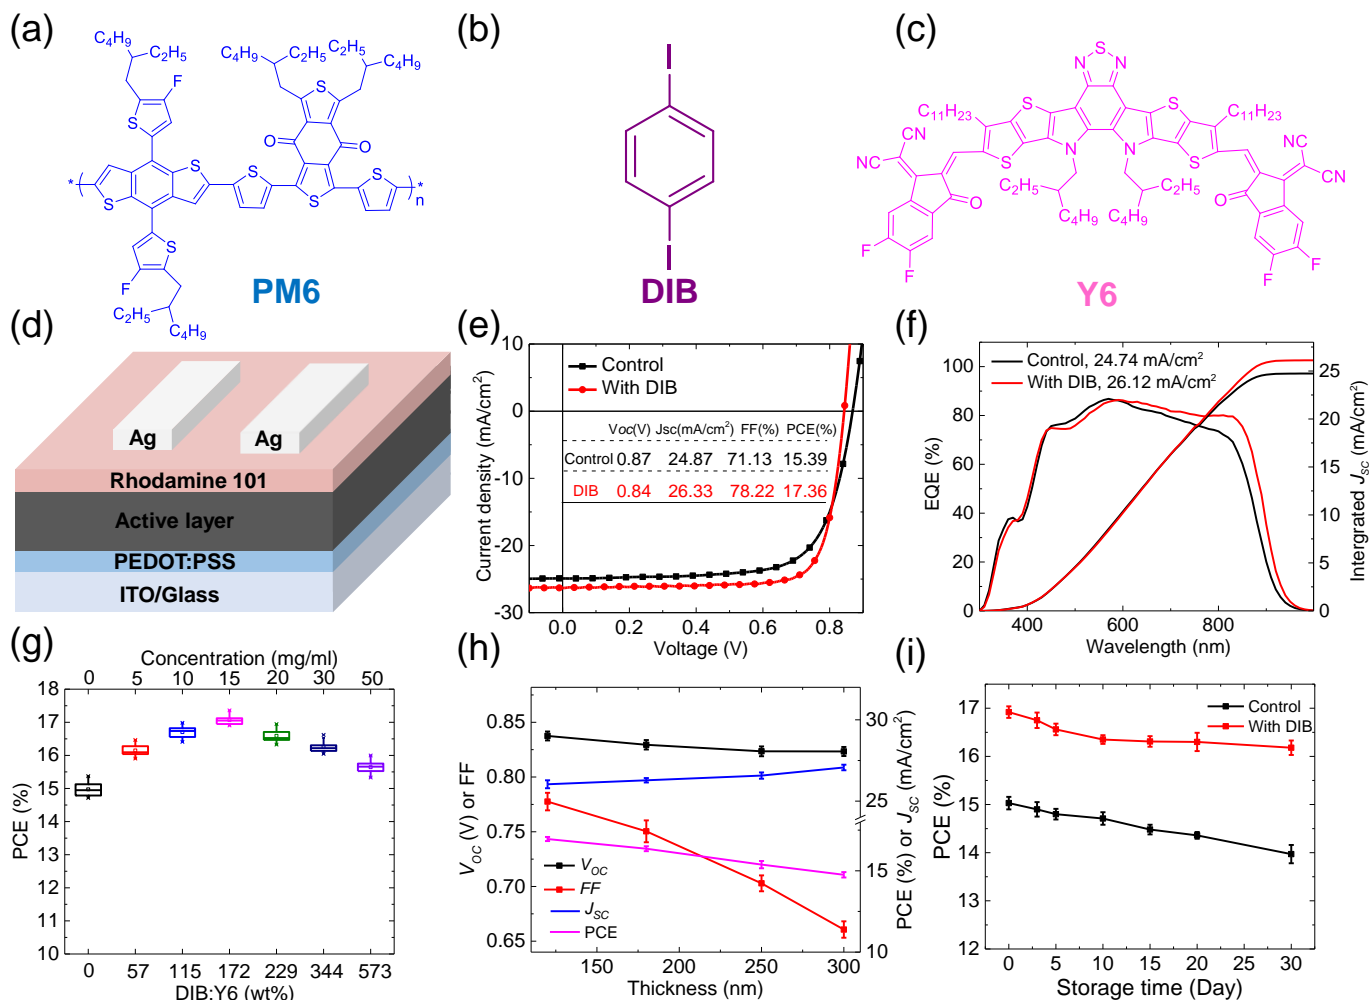 (a)
C4H9
C2H5
F
S
C4H9
C2H5
C2H5
C4H9
S
O
O
S
S
S
S
S
*
*
n
S
F
C2H5
C4H9
PM6
(b)
I
I
DIB
(c)
S
N
N
S
S
C11H23
C11H23
S
S
N
N
CN
CN
NC
CN
O
O
C2H5
C2H5
C4H9
C4H9
F
F
F
F
Y6
(d)
Ag
Ag
Rhodamine 101
Active layer
PEDOT:PSS
ITO/Glass
(e)
Current density (mA/cm2)
10
0
-10
-20
-30
Control
With DIB
Voc(V) Jsc(mA/cm2) FF(%) PCE(%)
Control 0.87 24.87 71.13 15.39
DIB 0.84 26.33 78.22 17.36
0.0 0.2 0.4 0.6 0.8
Voltage (V)
(f)
EQE (%)
100
80
60
40
20
0
Control, 24.74 mA/cm2
With DIB, 26.12 mA/cm2
25
20
15
10
5
0
Intergrated JSC (mA/cm2)
400 600 800
Wavelength (nm)
(g)
Concentration (mg/ml)
0 5 10 15 20 30 50
PCE (%)
18
17
16
15
14
13
12
11
10
0 57 115 172 229 344 573
DIB:Y6 (wt%)
(h)
VOC (V) or FF
0.85
0.80
0.75
0.70
0.65
VOC
FF
JSC
PCE
30
25
15
10
PCE (%) or JSC (mA/cm2)
150 200 250 300
Thickness (nm)
(i)
PCE (%)
17
16
15
14
13
12
Control
With DIB
0 5 10 15 20 25 30
Storage time (Day)